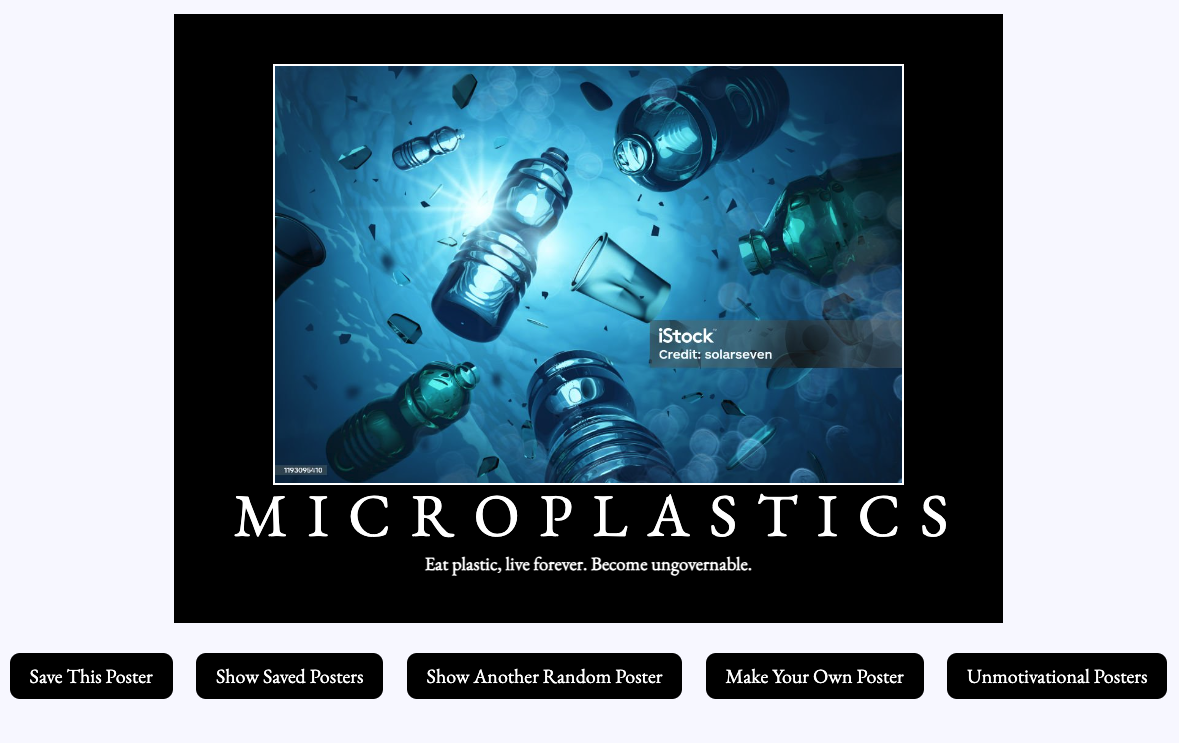 iStock™
Credit: solarseven
1193095410
MICROPLASTICS
Eat plastic, live forever. Become ungovernable.
Save This Poster
Show Saved Posters
Show Another Random Poster
Make Your Own Poster
Unmotivational Posters